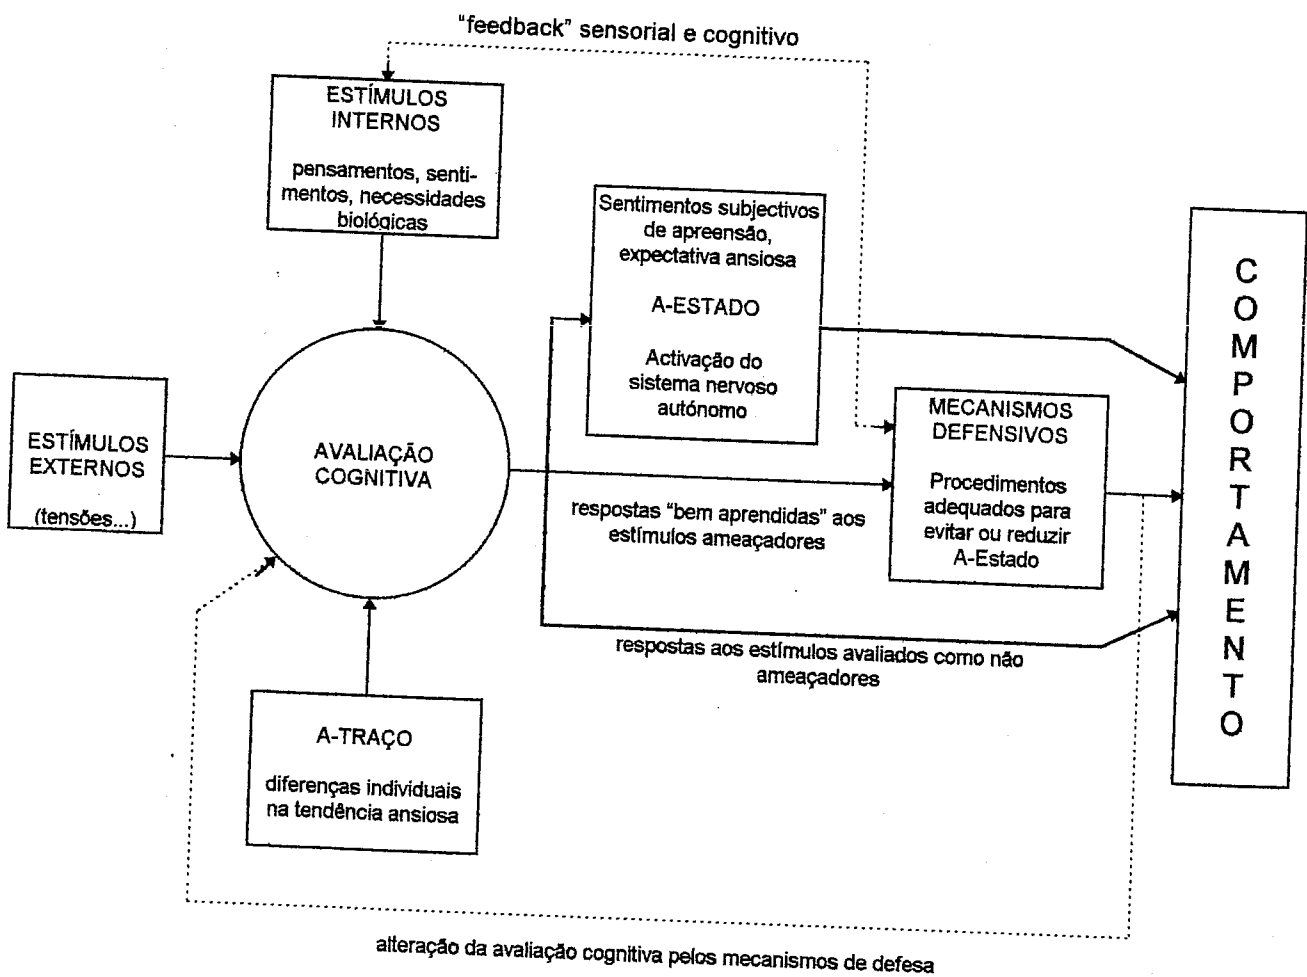 "feedback" sensorial e cognitivo
ESTÍMULOS
INTERNOS
pensamentos, senti-
mentos, necessidades
biológicas
Sentimentos subjectivos
de apreensão,
expectativa ansiosa
A-ESTADO
Activação do
sistema nervoso
autónomo
ESTÍMULOS
EXTERNOS
(tensões...)
AVALIAÇÃO
COGNITIVA
MECANISMOS
DEFENSIVOS
Procedimentos
adequados para
evitar ou reduzir
A-Estado
respostas "bem aprendidas" aos
estímulos ameaçadores
respostas aos estímulos avaliados como não
ameaçadores
A-TRAÇO
diferenças individuais
na tendência ansiosa
COMPORTAMENTO
alteração da avaliação cognitiva pelos mecanismos de defesa